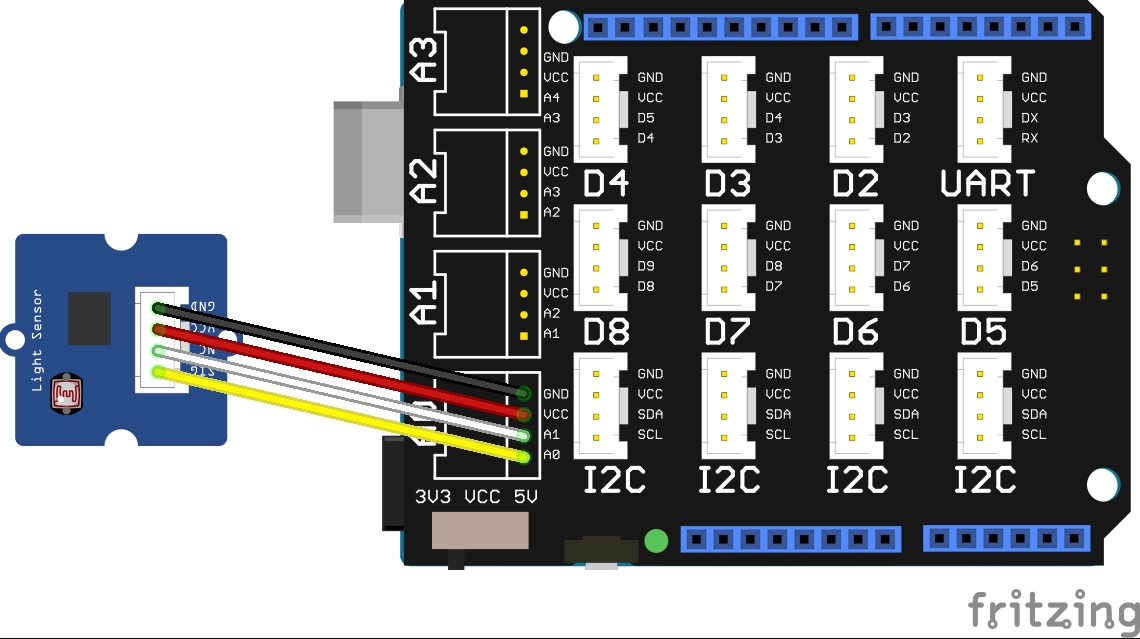 A3
GND
VCC
A4
A3
A2
GND
VCC
A3
A2
A1
GND
VCC
A2
A1
GND
VCC
A1
A0
3V3 VCC 5V
GND
VCC
D5
D4
D4
GND
VCC
D4
D3
D3
GND
VCC
D3
D2
D2
GND
VCC
DX
RX
UART
GND
VCC
D9
D8
D8
GND
VCC
D8
D7
D7
GND
VCC
D7
D6
D6
GND
VCC
D6
D5
D5
GND
VCC
SDA
SCL
I2C
GND
VCC
SDA
SCL
I2C
GND
VCC
SDA
SCL
I2C
GND
VCC
SDA
SCL
I2C
Light Sensor
GND
VCC
NC
SIG
fritzing